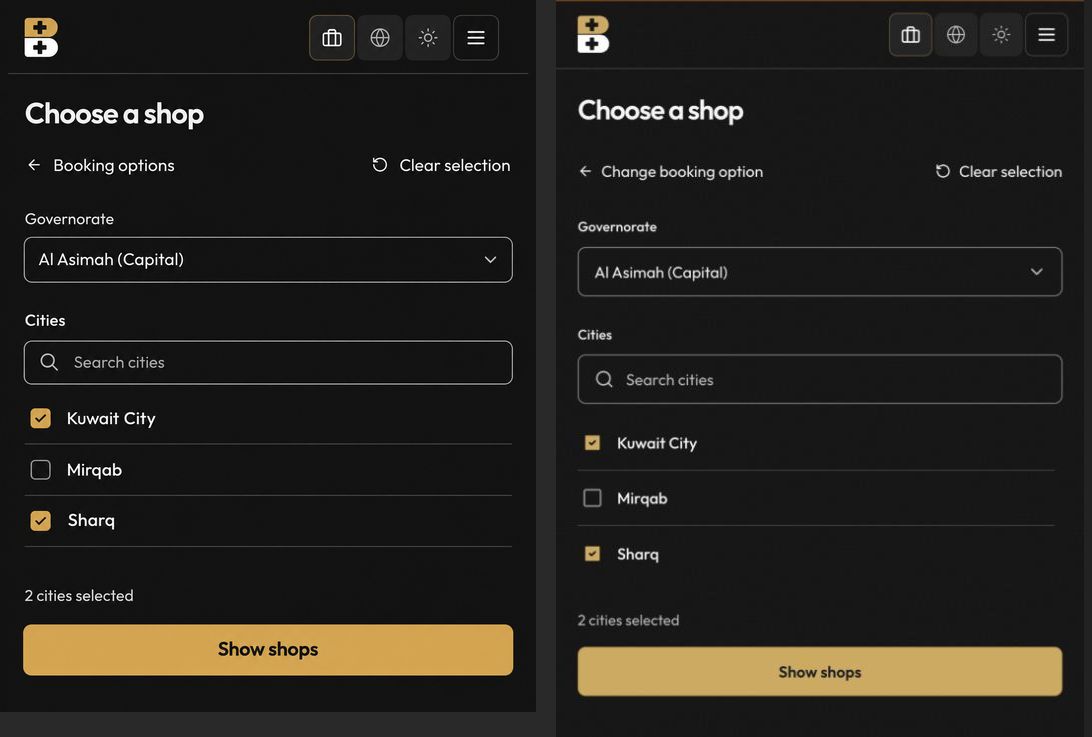 Choose a shop
Booking options
Clear selection
Governorate
Al Asimah (Capital)
Cities
Search cities
Kuwait City
Mirqab
Sharq
2 cities selected
Show shops
Choose a shop
Change booking option
Clear selection
Governorate
Al Asimah (Capital)
Cities
Search cities
Kuwait City
Mirqab
Sharq
2 cities selected
Show shops